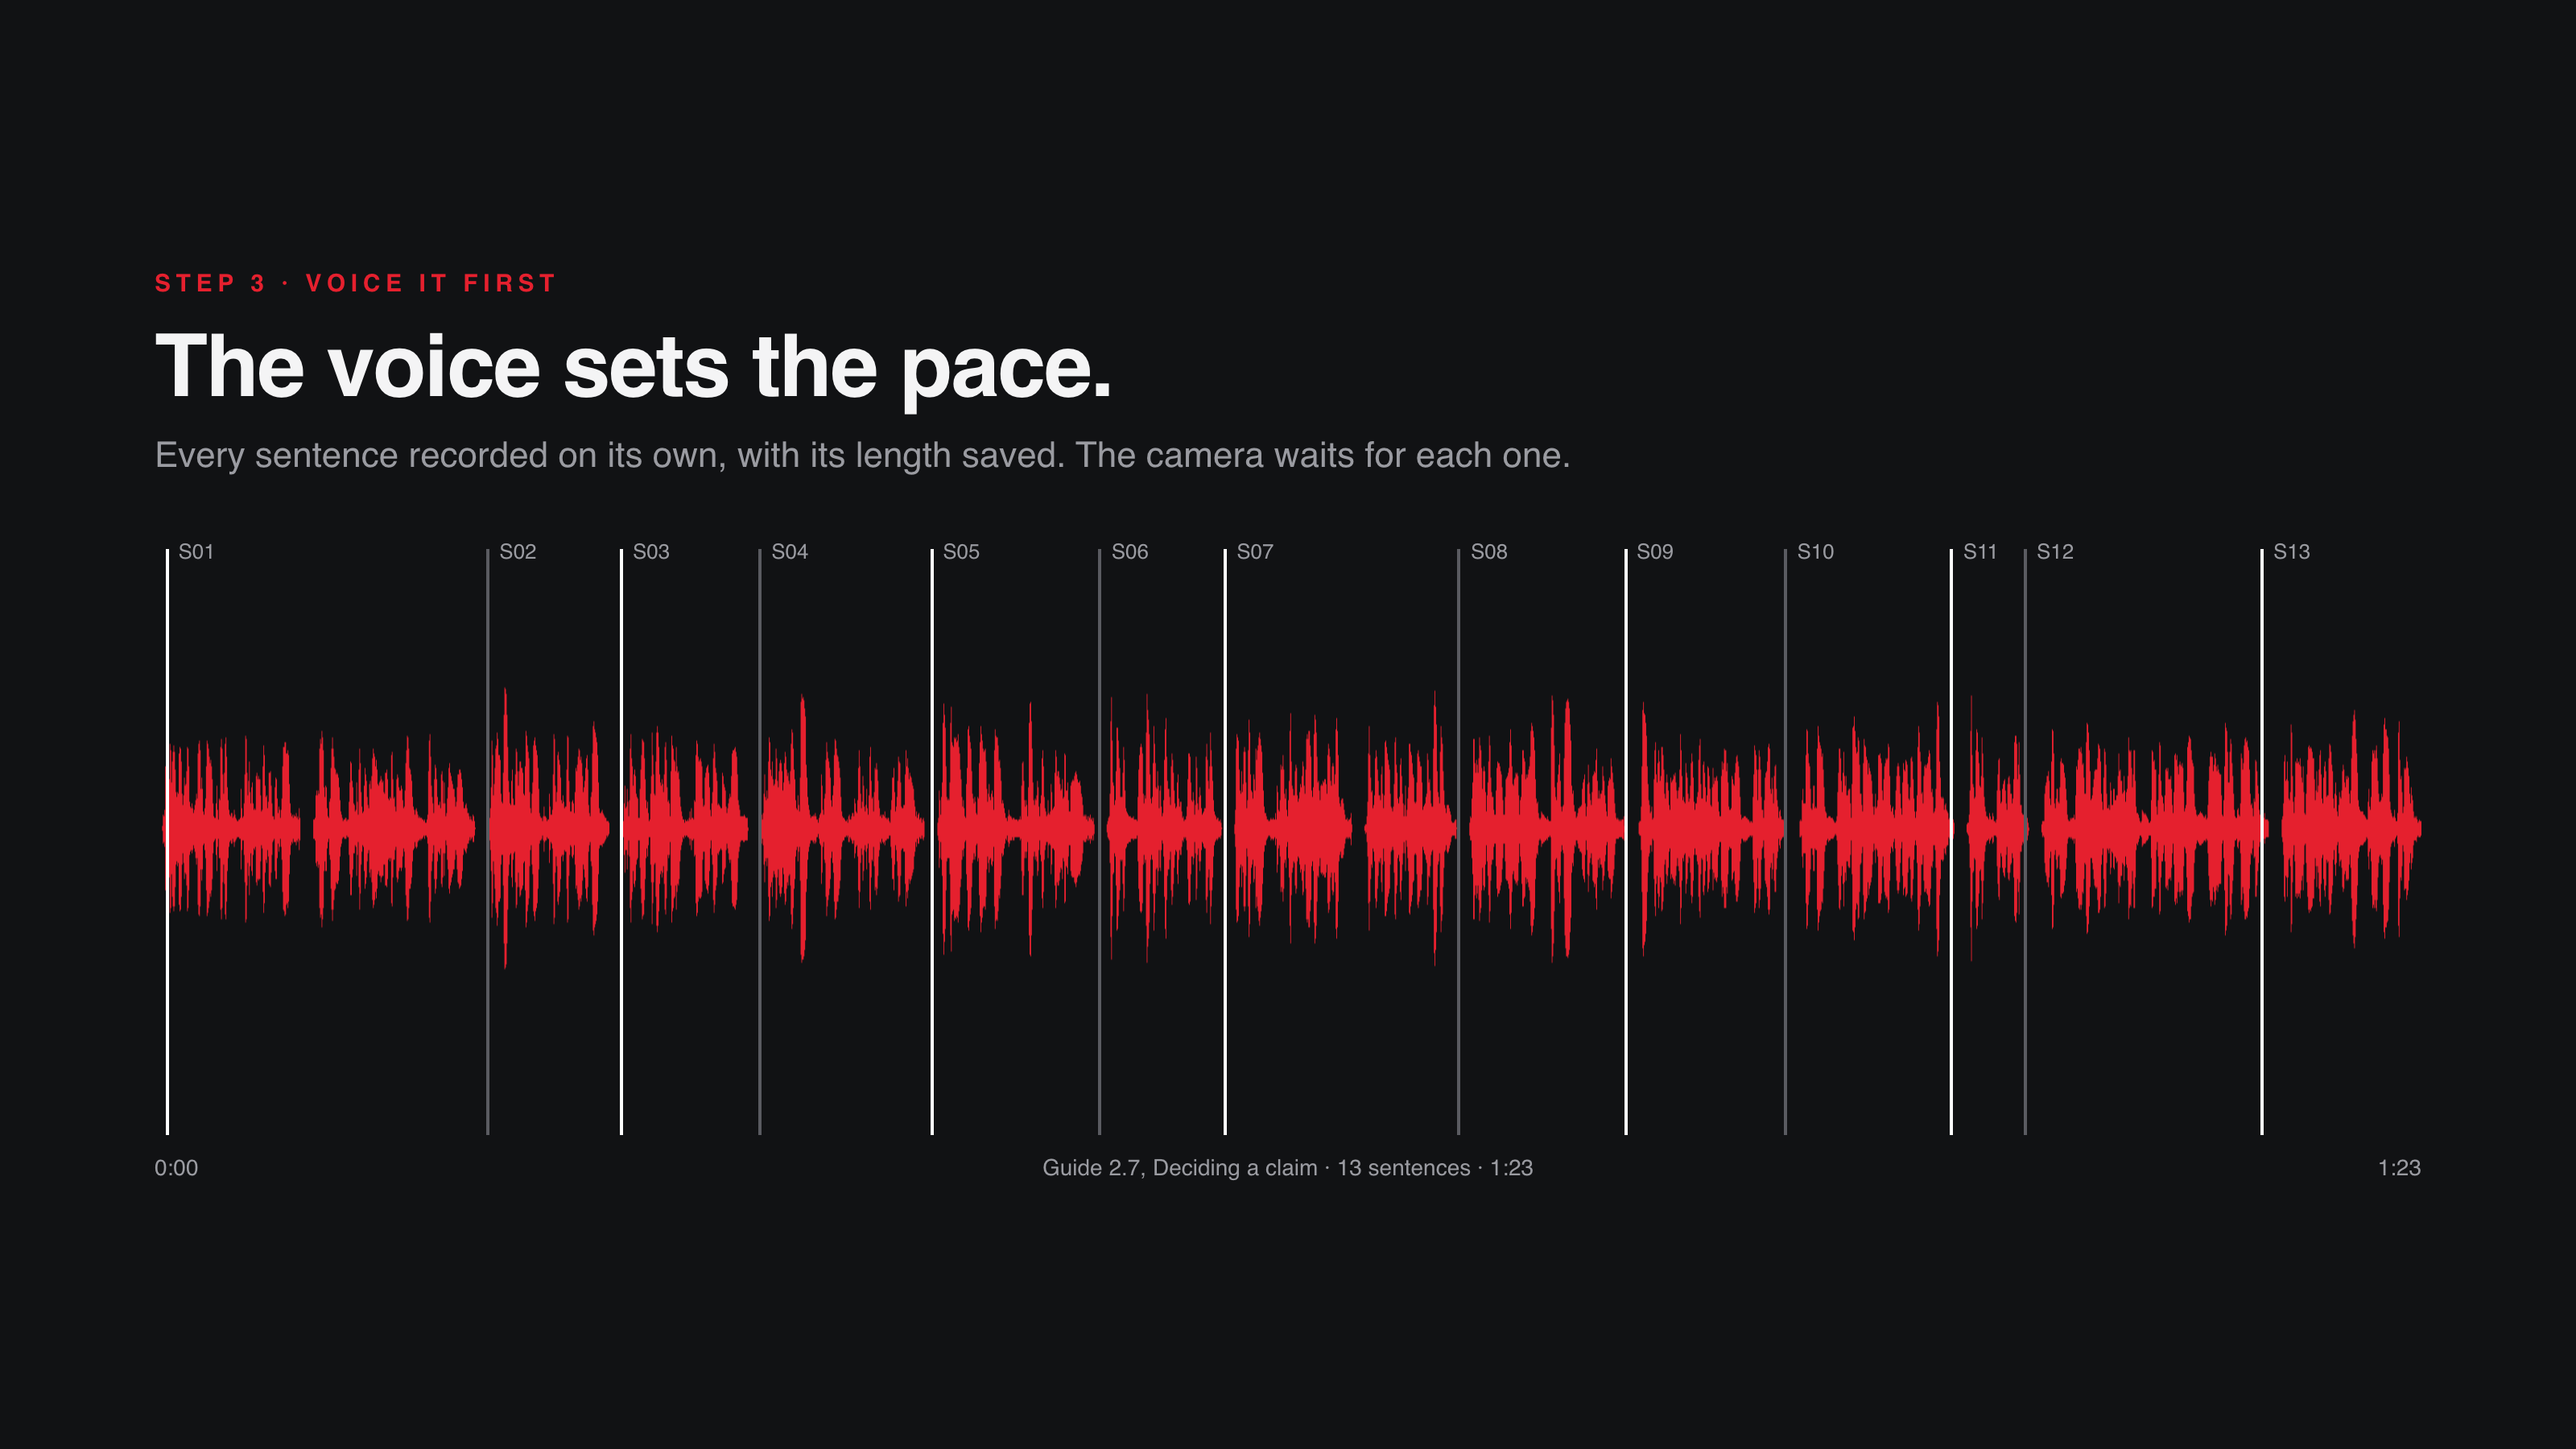 STEP 3 · VOICE IT FIRST
The voice sets the pace.
Every sentence recorded on its own, with its length saved. The camera waits for each one.
S01 S02 S03 S04 S05 S06 S07 S08 S09 S10 S11 S12 S13
0:00 Guide 2.7, Deciding a claim · 13 sentences · 1:23 1:23